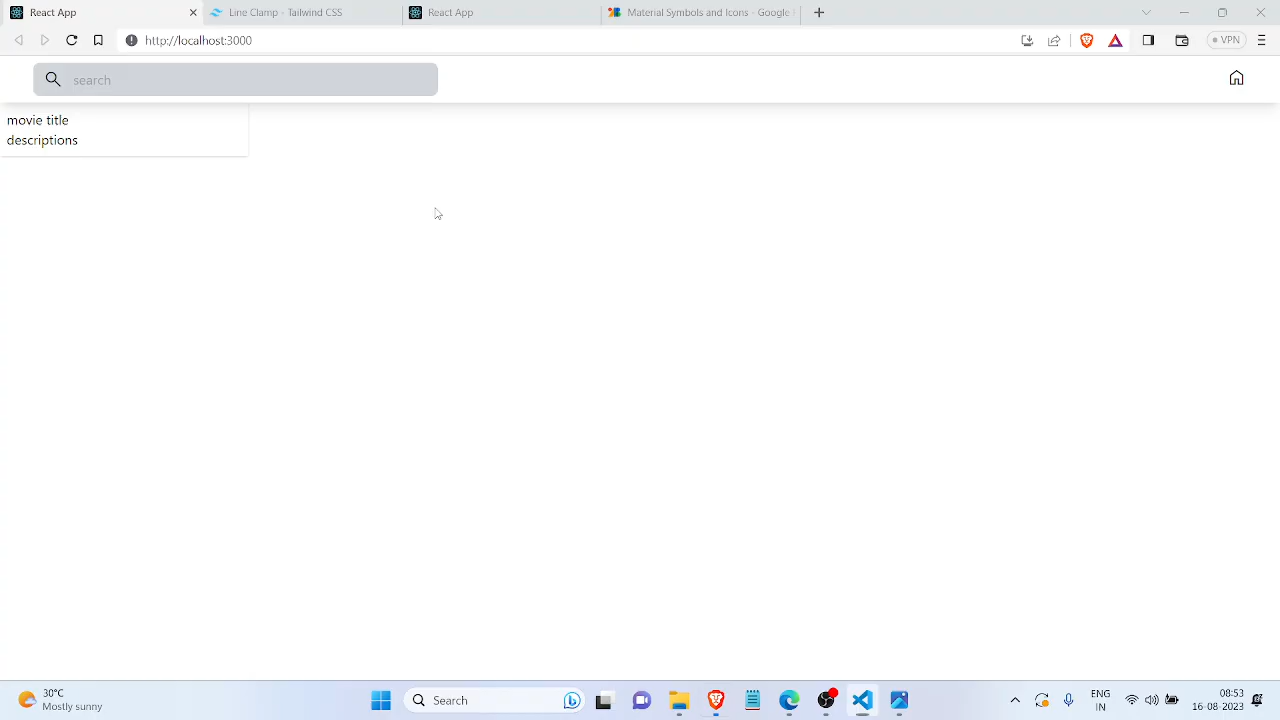 React App
Line Clamp - Tailwind CSS
React App
Material Symbols and Icons - Google
http://localhost:3000
VPN
search
movie title
descriptions
30°C
Mostly sunny
Search
ENG
IN
08:53
16-08-2023